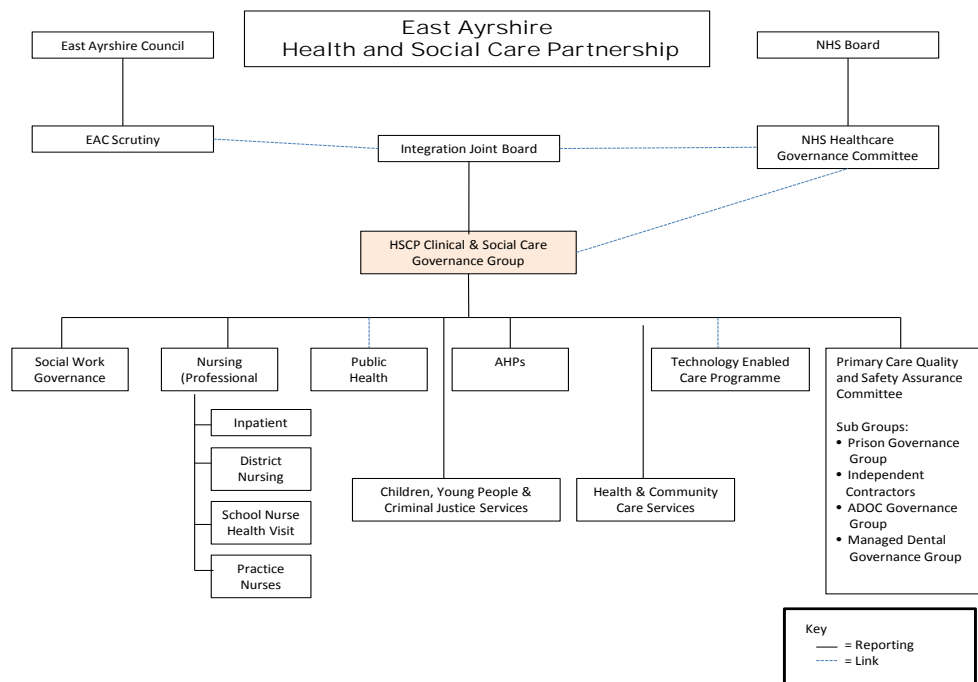 East Ayrshire
Health and Social Care Partnership
East Ayrshire Council
NHS Board
EAC Scrutiny
Integration Joint Board
NHS Healthcare
Governance Committee
HSCP Clinical & Social Care
Governance Group
Social Work
Governance
Nursing
(Professional
Public
Health
AHPs
Technology Enabled
Care Programme
Primary Care Quality
and Safety Assurance
Committee
Sub Groups:
• Prison Governance
Group
• Independent
Contractors
• ADOC Governance
Group
• Managed Dental
Governance Group
Inpatient
District
Nursing
School Nurse
Health Visit
Practice
Nurses
Children, Young People &
Criminal Justice Services
Health & Community
Care Services
Key
= Reporting
= Link